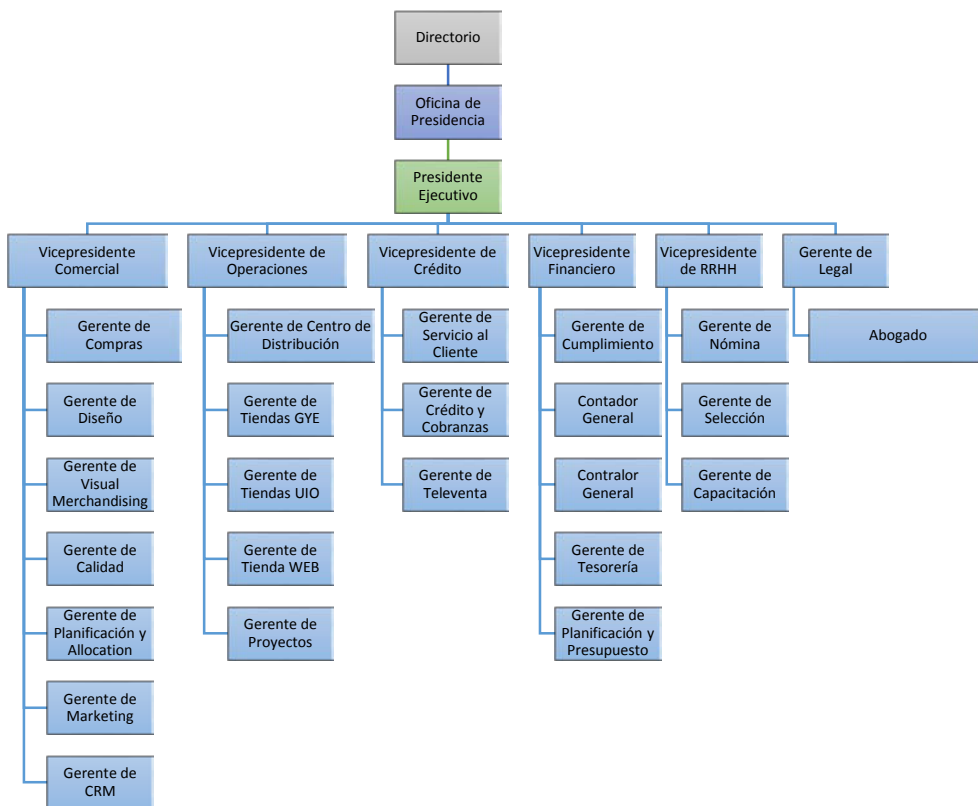 Directorio
Oficina de
Presidencia
Presidente
Ejecutivo
Vicepresidente
Comercial
Vicepresidente de
Operaciones
Vicepresidente de
Crédito
Vicepresidente
Financiero
Vicepresidente
de RRHH
Gerente de
Legal
Gerente de
Compras
Gerente de
Diseño
Gerente de
Visual
Merchandising
Gerente de
Calidad
Gerente de
Planificación y
Allocation
Gerente de
Marketing
Gerente de
CRM
Gerente de Centro de
Distribución
Gerente de
Tiendas GYE
Gerente de
Tiendas UIO
Gerente de
Tienda WEB
Gerente de
Proyectos
Gerente de
Servicio al
Cliente
Gerente de
Crédito y
Cobranzas
Gerente de
Televenta
Gerente de
Cumplimiento
Contador
General
Contralor
General
Gerente de
Tesorería
Gerente de
Planificación y
Presupuesto
Gerente de
Nómina
Gerente de
Selección
Gerente de
Capacitación
Abogado